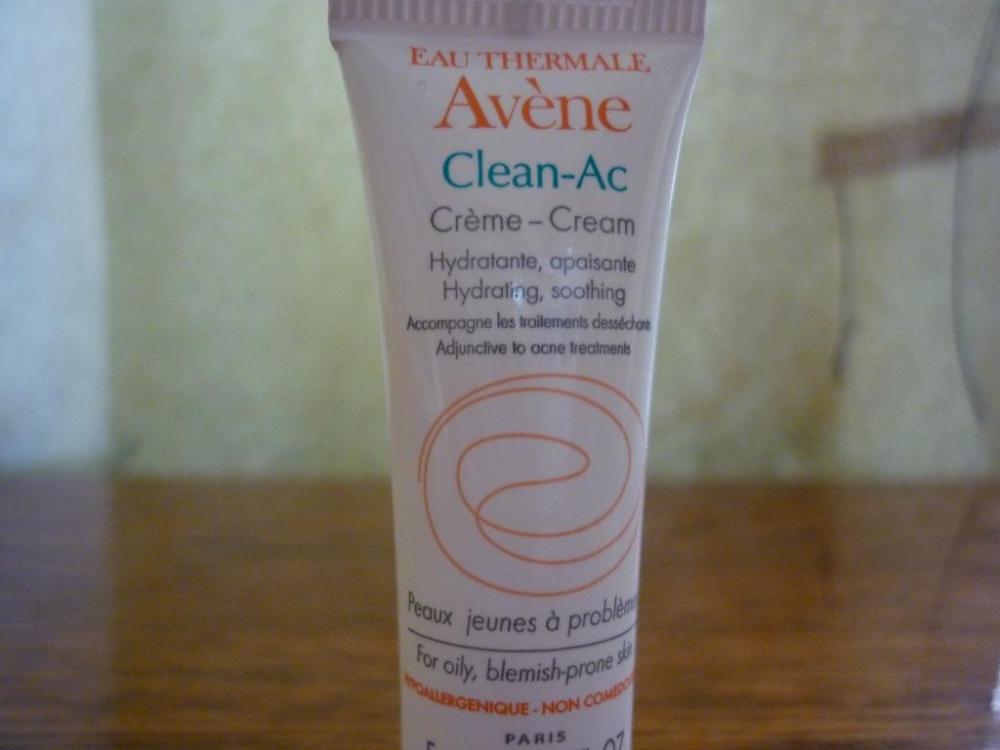 EAU THERMALE
Avène
Clean-Ac
Crème – Cream
Hydratante, apaisante
Hydrating, soothing
Accompagne les traitements desséchants
Adjunctive to acne treatments
Peaux jeunes à problèmes
For oily, blemish-prone skin
HYPOALLERGENIQUE - NON COMEDO
PARIS
OZ